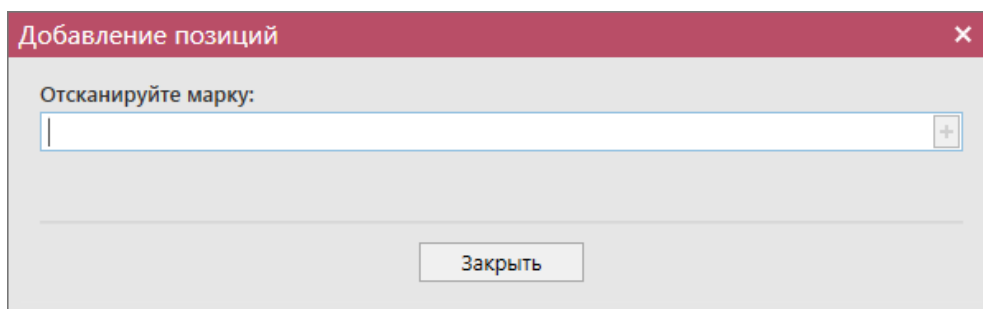 Добавление позиций
Отсканируйте марку:
Закрыть